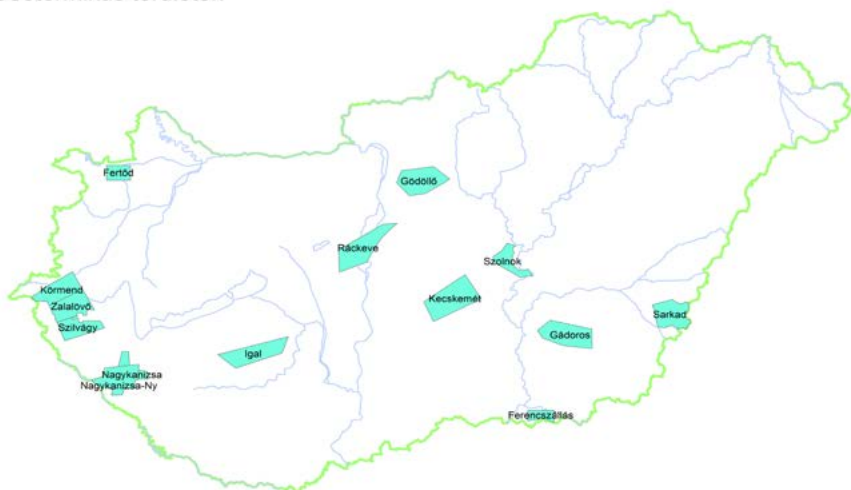 Fertőd
Gödöllő
Ráckeve
Szolnok
Körmend
Kecskemét
Zalalövő
Sarkad
Szilvágy
Gádoros
Igal
Nagykanizsa
Nagykanizsa-Ny
Ferencszállás